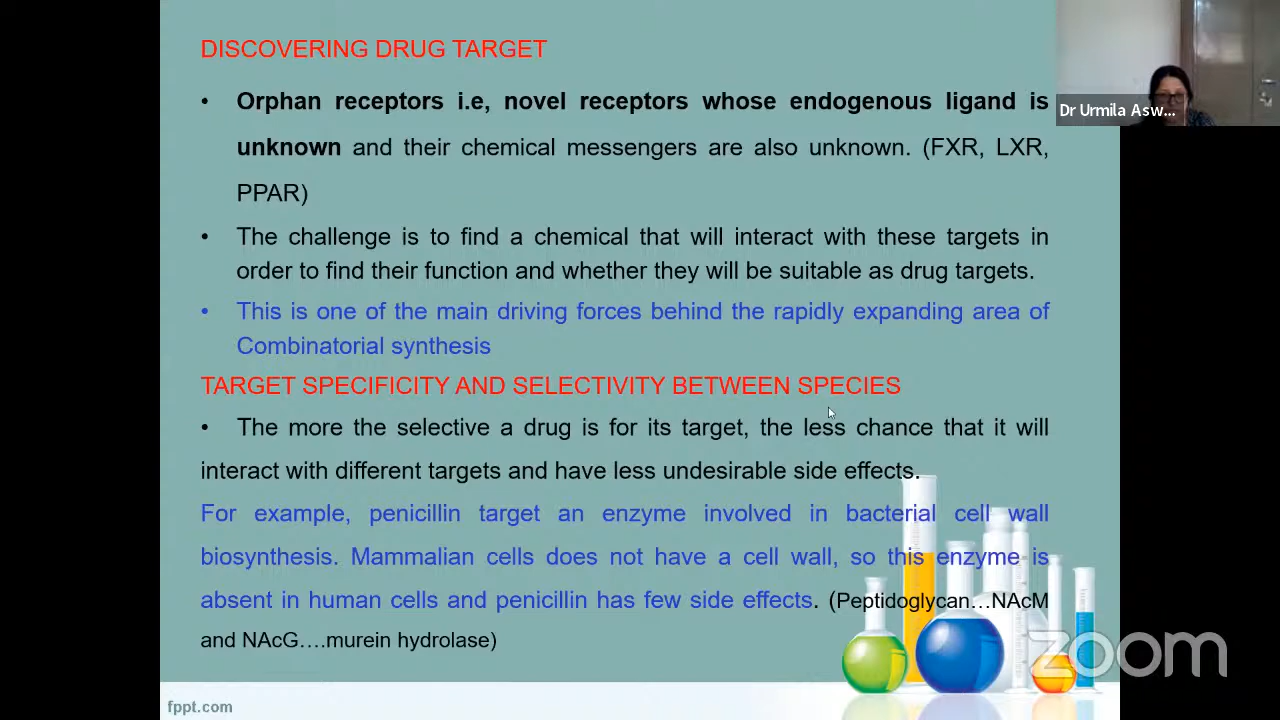 DISCOVERING DRUG TARGET
• Orphan receptors i.e, novel receptors whose endogenous ligand is
unknown and their chemical messengers are also unknown. (FXR, LXR,
PPAR)
• The challenge is to find a chemical that will interact with these targets in
order to find their function and whether they will be suitable as drug targets.
• This is one of the main driving forces behind the rapidly expanding area of
Combinatorial synthesis
TARGET SPECIFICITY AND SELECTIVITY BETWEEN SPECIES
• The more the selective a drug is for its target, the less chance that it will
interact with different targets and have less undesirable side effects.
For example, penicillin target an enzyme involved in bacterial cell wall
biosynthesis. Mammalian cells does not have a cell wall, so this enzyme is
absent in human cells and penicillin has few side effects. (Peptidoglycan…NAcM
and NAcG….murein hydrolase)
fppt.com
Dr Urmila Asw...
zoom